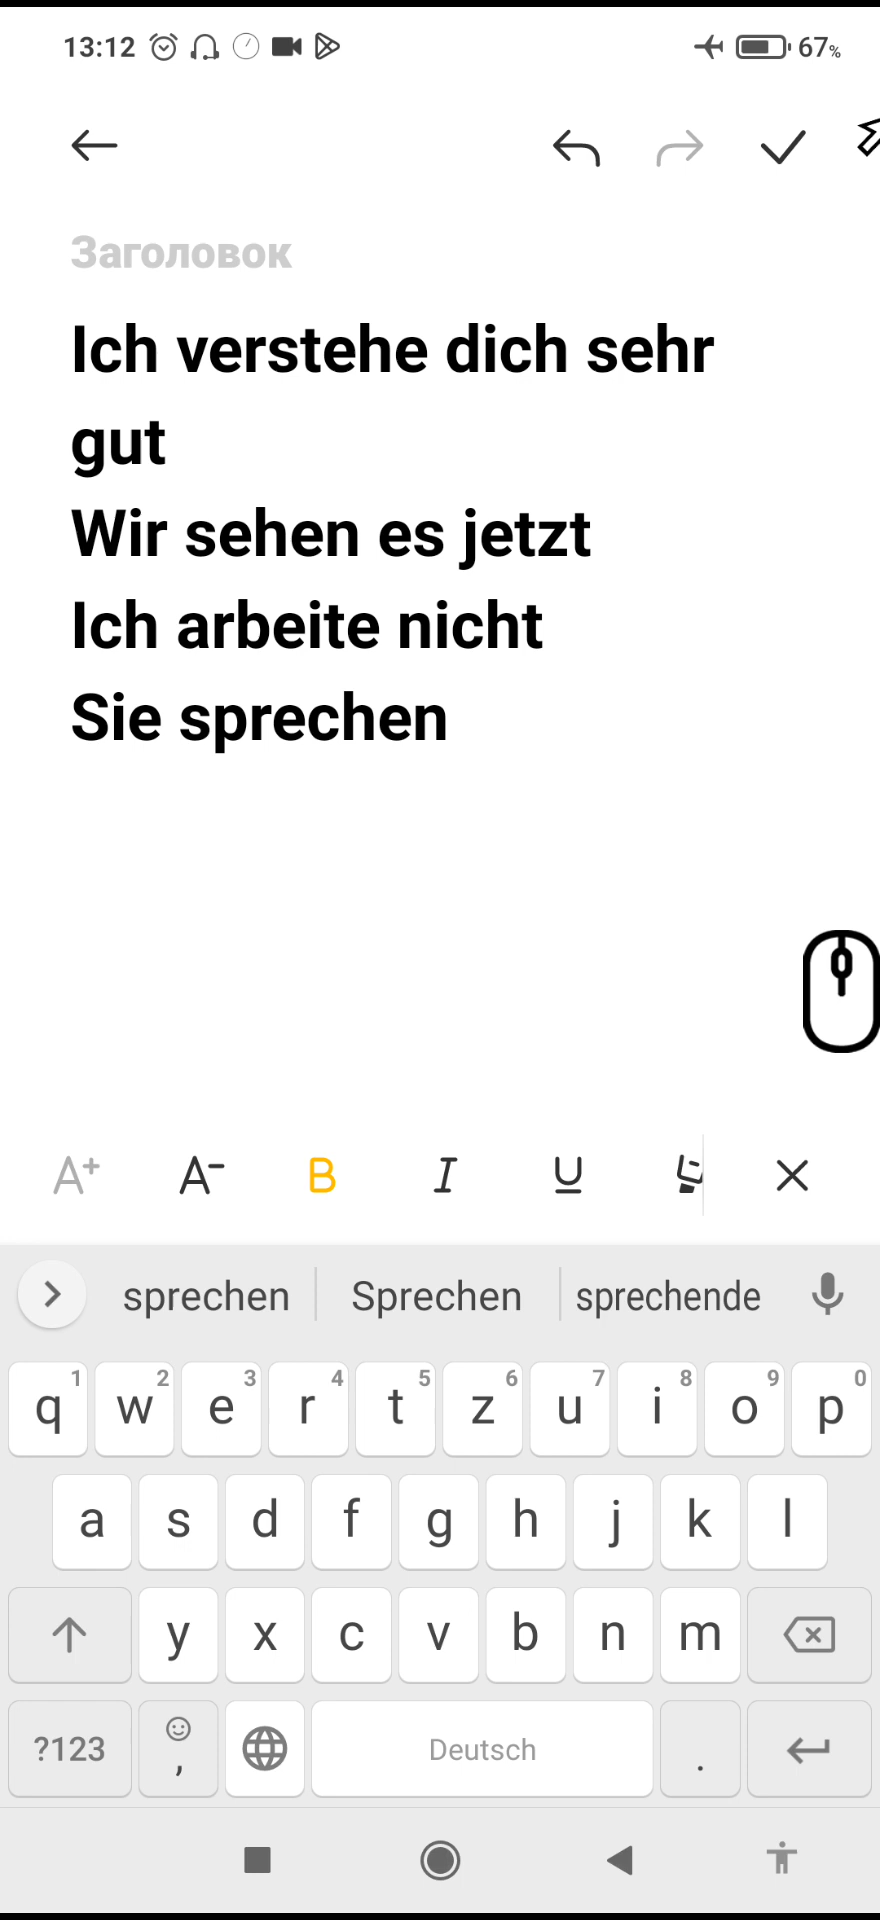 13:12 67%
Заголовок
Ich verstehe dich sehr
gut
Wir sehen es jetzt
Ich arbeite nicht
Sie sprechen
A+ A- B I U
sprechen Sprechen sprechende
1 2 3 4 5 6 7 8 9 0
q w e r t z u i o p
a s d f g h j k l
y x c v b n m
?123 , Deutsch .